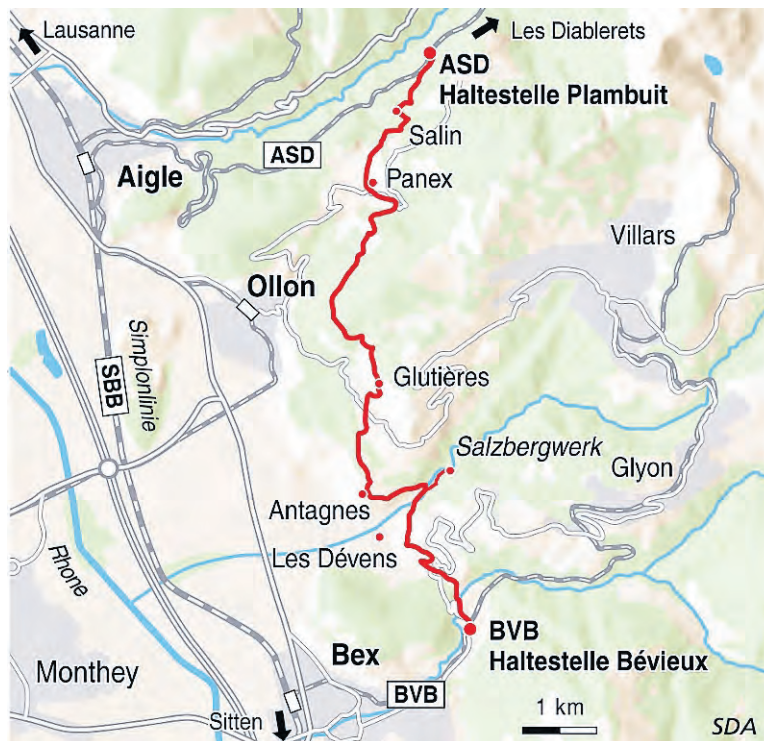 Lausanne
Les Diablerets
ASD
Haltestelle Plambuit
Salin
ASD
Aigle
Panex
Villars
Ollon
Simplonlinie
SBB
Glutières
Salzbergwerk
Glyon
Antagnes
Les Dévens
Rhone
BVB
Haltestelle Bévieux
Bex
Monthey
BVB
Sitten
1 km
SDA